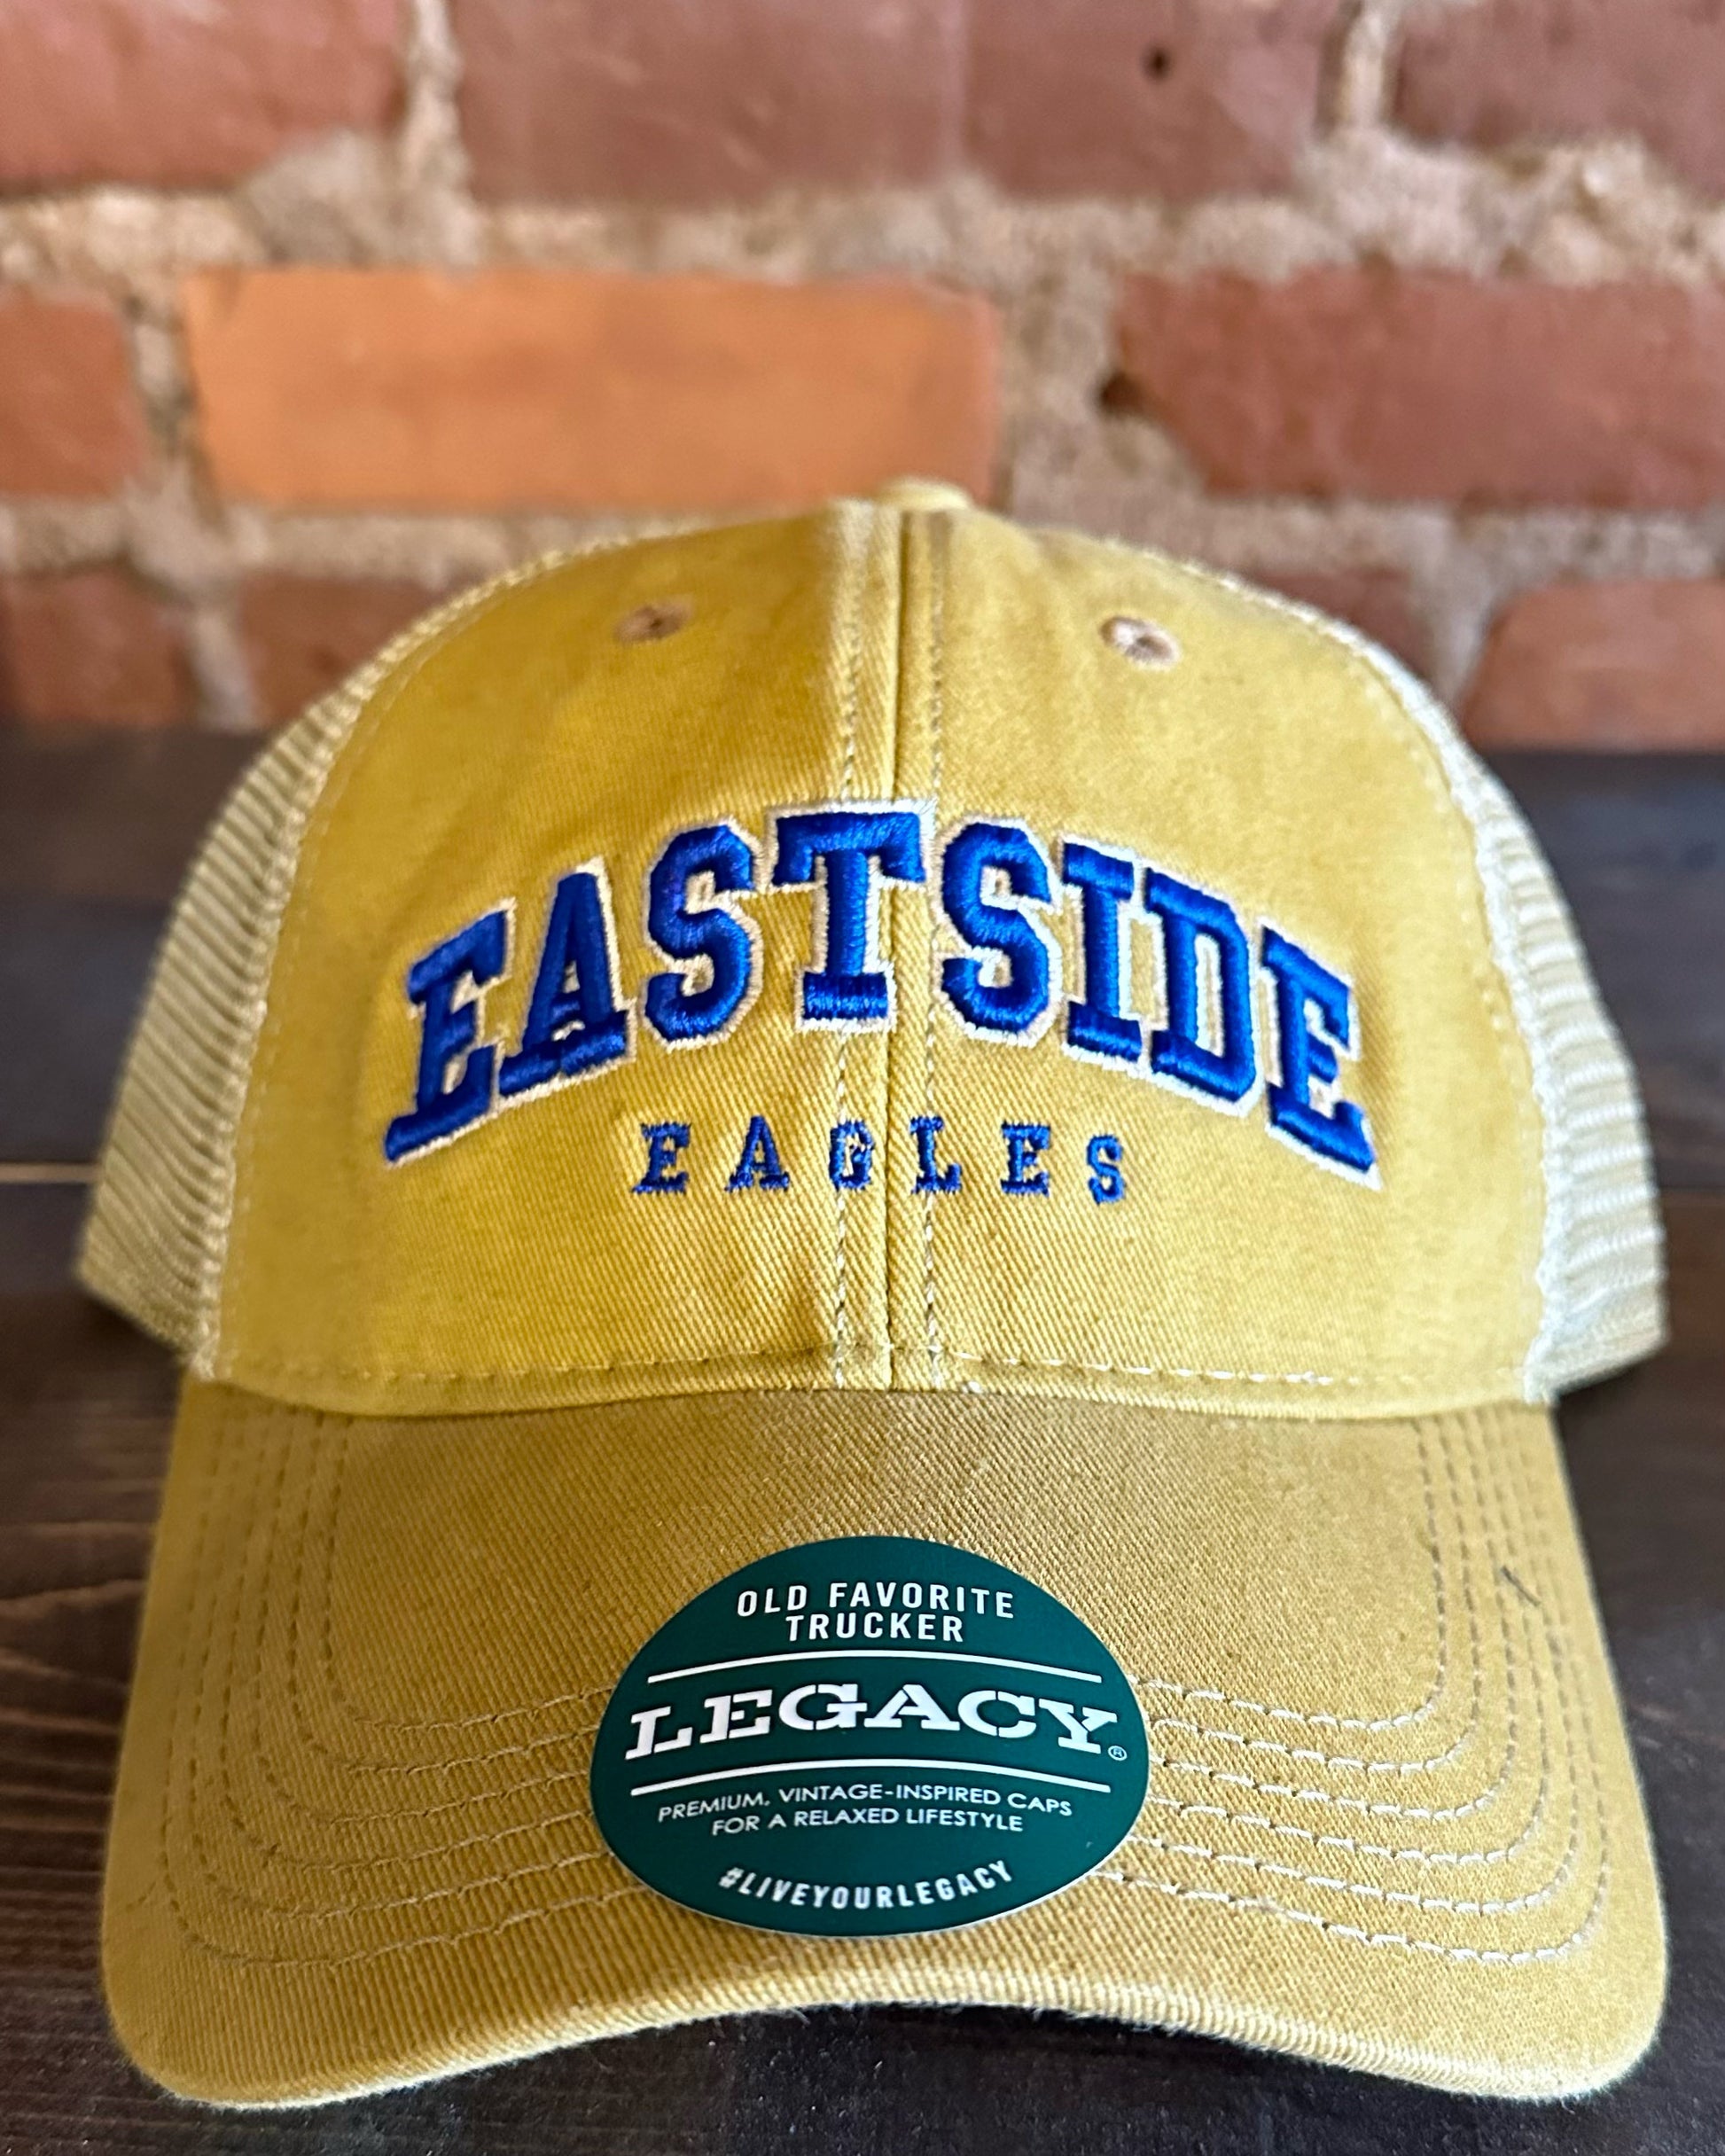 EASTSIDE
EAGLES
OLD FAVORITE
TRUCKER
LEGACY®
PREMIUM, VINTAGE-INSPIRED CAPS
FOR A RELAXED LIFESTYLE
#LIVEYOURLEGACY